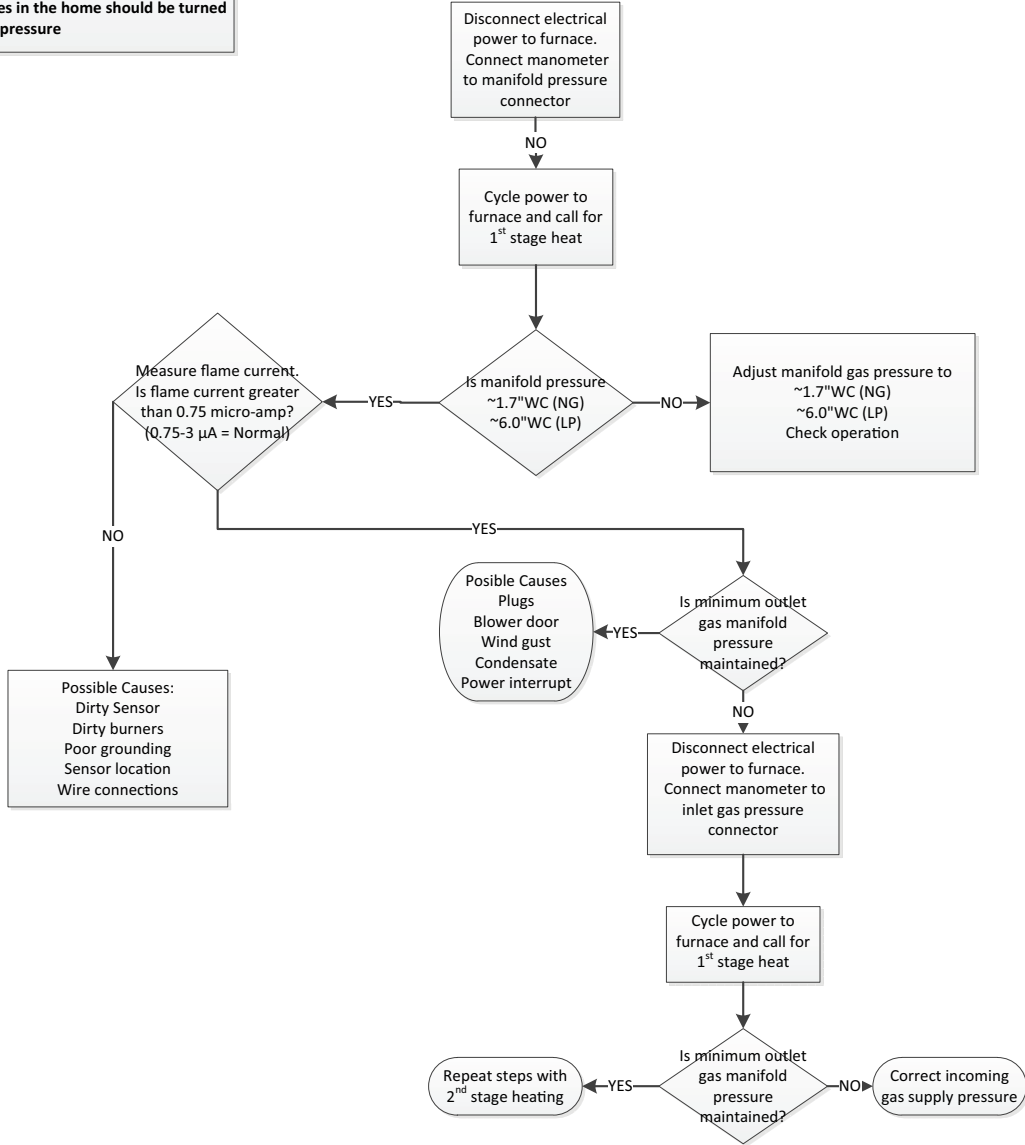 es in the home should be turned
pressure
Disconnect electrical
power to furnace.
Connect manometer
to manifold pressure
connector
NO
Cycle power to
furnace and call for
1st stage heat
Measure flame current.
Is flame current greater
than 0.75 micro-amp?
(0.75-3 µA = Normal)
YES
Is manifold pressure
~1.7"WC (NG)
~6.0"WC (LP)
NO
Adjust manifold gas pressure to
~1.7"WC (NG)
~6.0"WC (LP)
Check operation
NO
YES
Posible Causes
Plugs
Blower door
Wind gust
Condensate
Power interrupt
YES
Is minimum outlet
gas manifold
pressure
maintained?
Possible Causes:
Dirty Sensor
Dirty burners
Poor grounding
Sensor location
Wire connections
NO
Disconnect electrical
power to furnace.
Connect manometer to
inlet gas pressure
connector
Cycle power to
furnace and call for
1st stage heat
Repeat steps with
2nd stage heating
YES
Is minimum outlet
gas manifold
pressure
maintained?
NO
Correct incoming
gas supply pressure